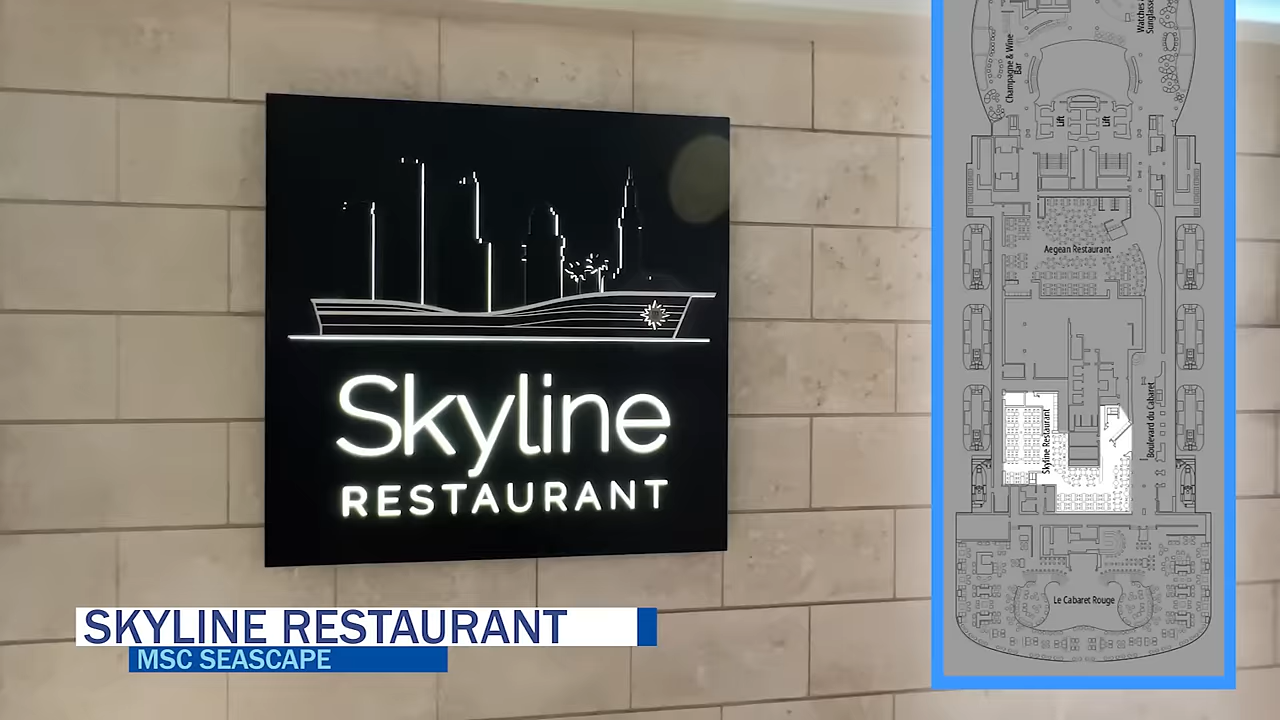 Skyline
RESTAURANT
SKYLINE RESTAURANT
MSC SEASCAPE
Champagne & Wine
Bar
Watches &
Sunglasses
Lift
Lift
Aegean Restaurant
Skyline Restaurant
Boulevard du Cabaret
Le Cabaret Rouge